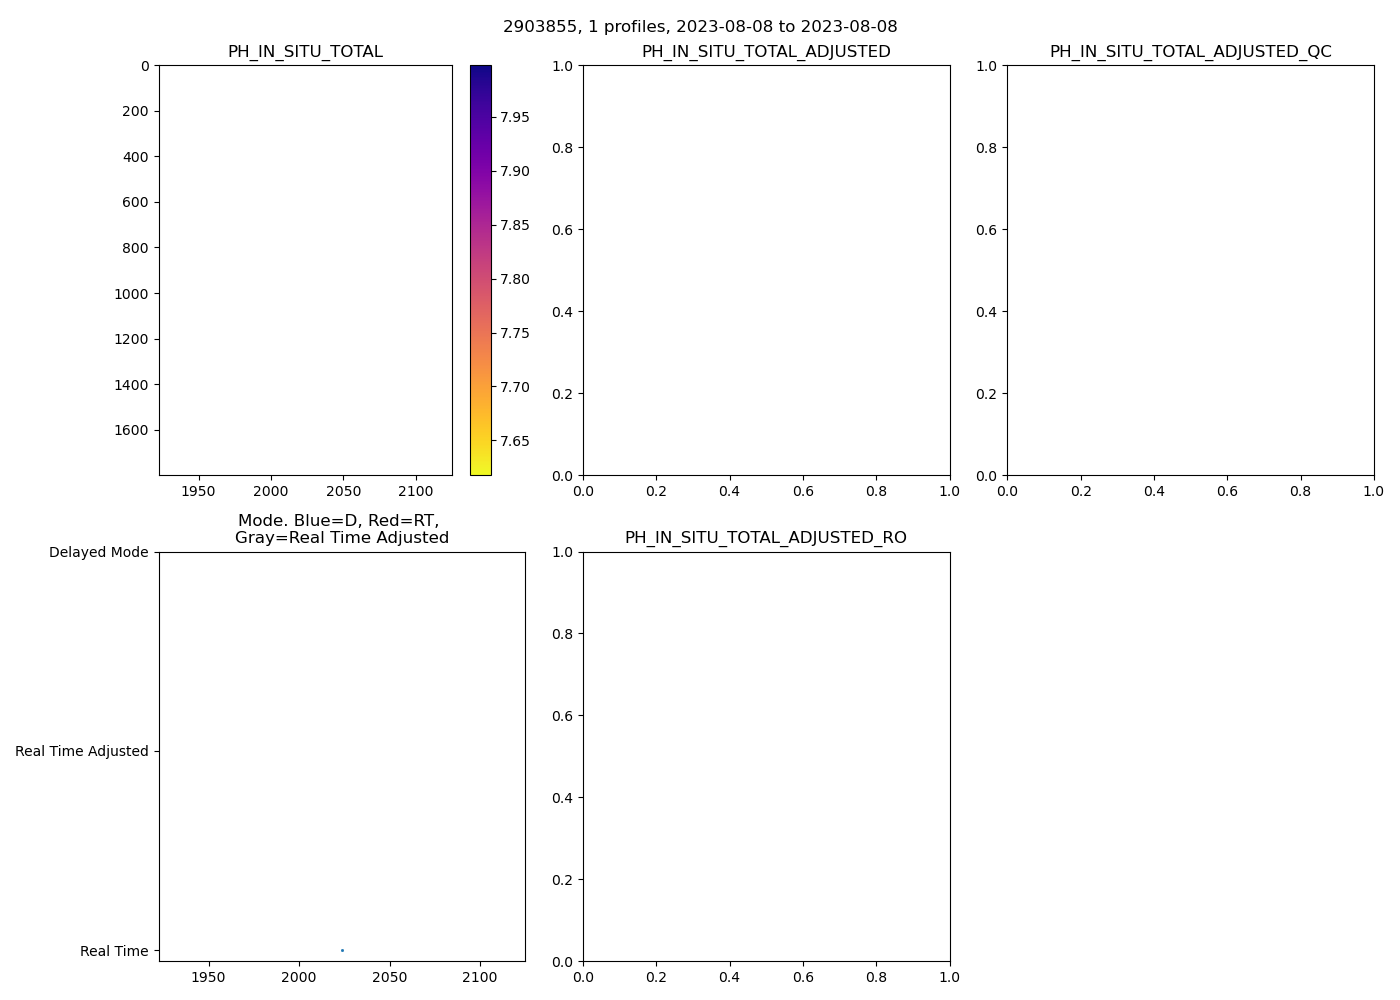 2903855, 1 profiles, 2023-08-08 to 2023-08-08
PH_IN_SITU_TOTAL
0
200
400
600
800
1000
1200
1400
1600
1950 2000 2050 2100
7.95
7.90
7.85
7.80
7.75
7.70
7.65
PH_IN_SITU_TOTAL_ADJUSTED
1.0
0.8
0.6
0.4
0.2
0.0
0.0 0.2 0.4 0.6 0.8 1.0
PH_IN_SITU_TOTAL_ADJUSTED_QC
1.0
0.8
0.6
0.4
0.2
0.0
0.0 0.2 0.4 0.6 0.8 1.0
Mode. Blue=D, Red=RT,
Gray=Real Time Adjusted
Delayed Mode
Real Time Adjusted
Real Time
1950 2000 2050 2100
PH_IN_SITU_TOTAL_ADJUSTED_RO
1.0
0.8
0.6
0.4
0.2
0.0
0.0 0.2 0.4 0.6 0.8 1.0